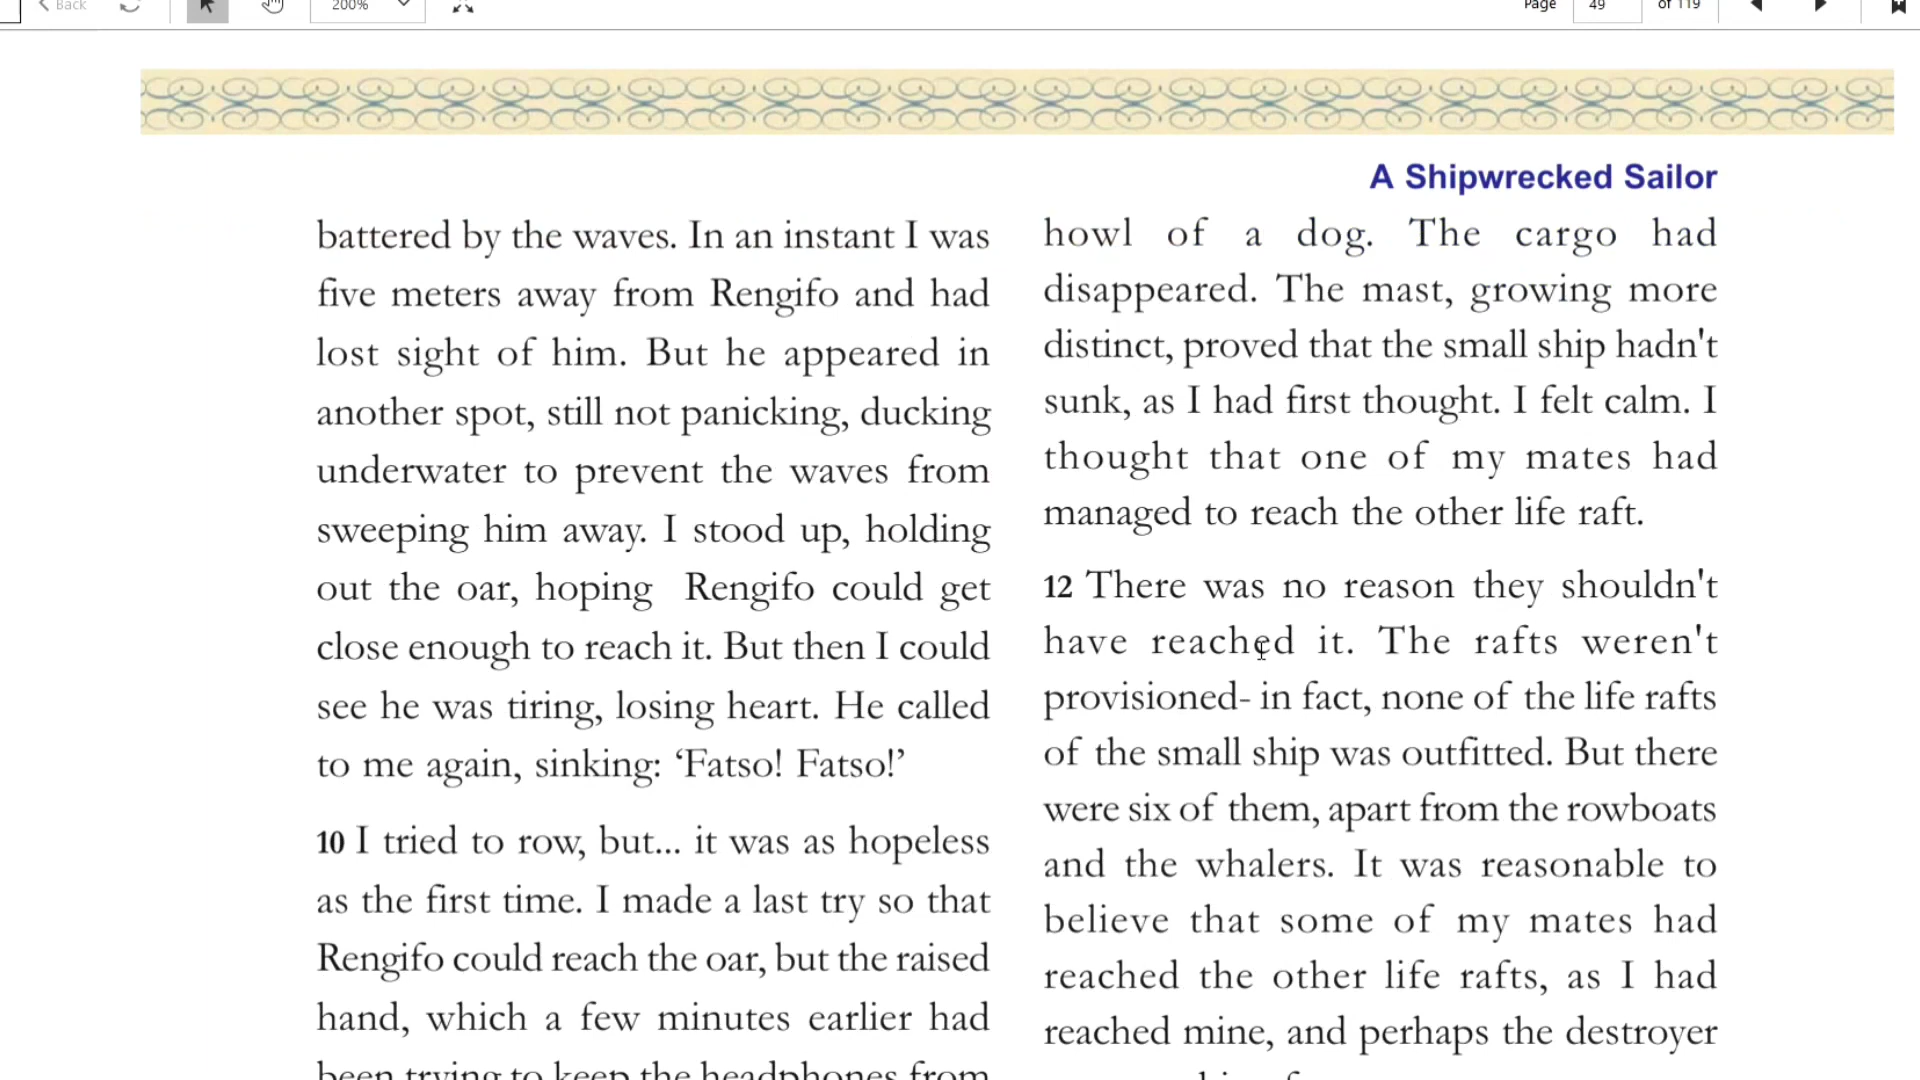 Back
200%
Page 49 of 119
A Shipwrecked Sailor
battered by the waves. In an instant I was
five meters away from Rengifo and had
lost sight of him. But he appeared in
another spot, still not panicking, ducking
underwater to prevent the waves from
sweeping him away. I stood up, holding
out the oar, hoping Rengifo could get
close enough to reach it. But then I could
see he was tiring, losing heart. He called
to me again, sinking: ‘Fatso! Fatso!’
10 I tried to row, but... it was as hopeless
as the first time. I made a last try so that
Rengifo could reach the oar, but the raised
hand, which a few minutes earlier had
been trying to keep the headphones from
howl of a dog. The cargo had
disappeared. The mast, growing more
distinct, proved that the small ship hadn't
sunk, as I had first thought. I felt calm. I
thought that one of my mates had
managed to reach the other life raft.
12 There was no reason they shouldn't
have reached it. The rafts weren't
provisioned- in fact, none of the life rafts
of the small ship was outfitted. But there
were six of them, apart from the rowboats
and the whalers. It was reasonable to
believe that some of my mates had
reached the other life rafts, as I had
reached mine, and perhaps the destroyer